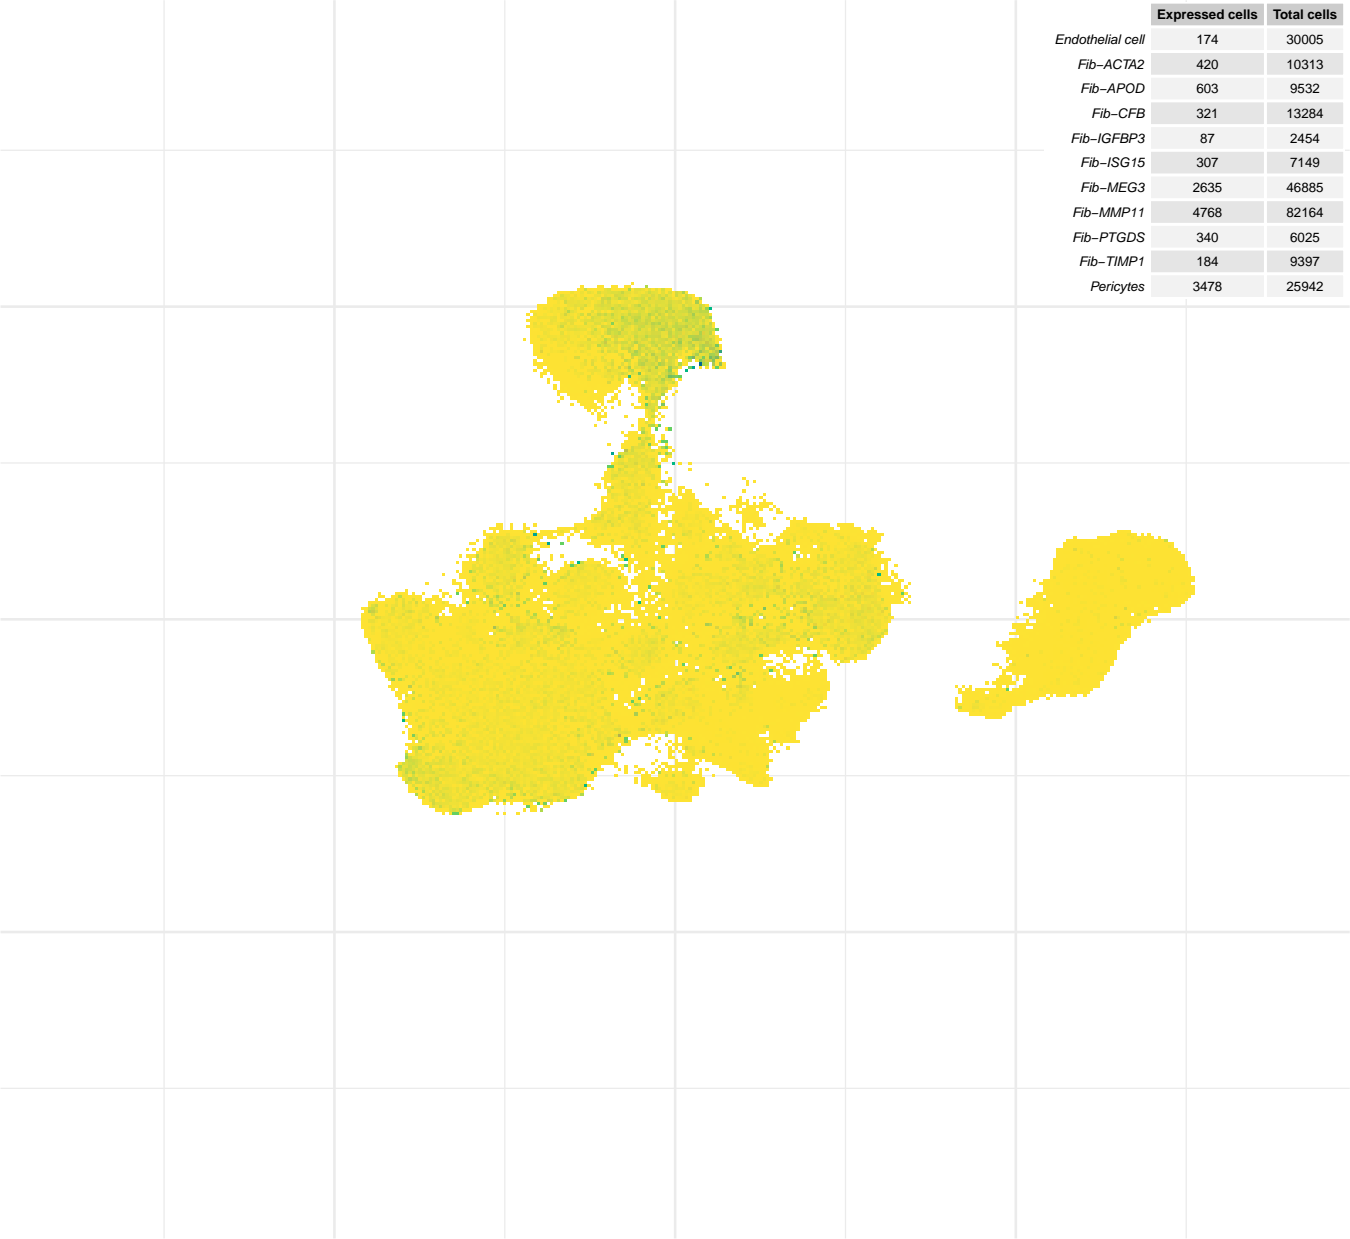 Expressed cells Total cells
Endothelial cell 174 30005
Fib−ACTA2 420 10313
Fib−APOD 603 9532
Fib−CFB 321 13284
Fib−IGFBP3 87 2454
Fib−ISG15 307 7149
Fib−MEG3 2635 46885
Fib−MMP11 4768 82164
Fib−PTGDS 340 6025
Fib−TIMP1 184 9397
Pericytes 3478 25942